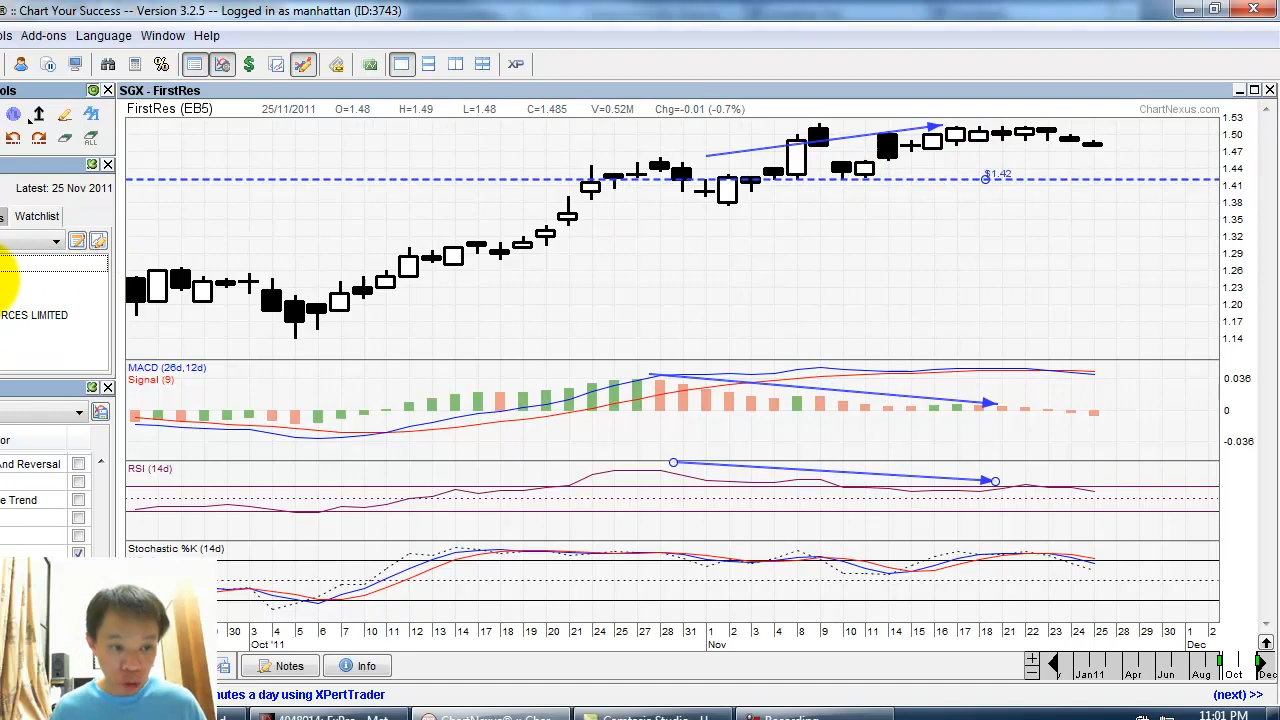 ® :: Chart Your Success -- Version 3.2.5 -- Logged in as manhattan (ID:3743)
ols Add-ons Language Window Help
XP
ols
SGX - FirstRes
FirstRes (EB5) 25/11/2011 O=1.48 H=1.49 L=1.48 C=1.485 V=0.52M Chg=-0.01 (-0.7%) ChartNexus.com
ALL
Latest: 25 Nov 2011
s Watchlist
RCES LIMITED
or
And Reversal
e Trend
1.53
1.50
1.47
1.44
1.41
1.38
1.35
1.32
1.29
1.26
1.23
1.20
1.17
1.14
$1.42
MACD (26d,12d)
Signal (9)
0.036
0
-0.036
RSI (14d)
Stochastic %K (14d)
30 3 4 5 6 7 10 11 12 13 14 17 18 19 20 21 24 25 27 28 31 1 2 3 4 8 9 10 11 14 15 16 17 18 21 22 23 24 25 28 29 30 1 2
Oct '11 Nov Dec
Notes Info
y Jan11 Apr Jun Aug Oct Dec
nutes a day using XPertTrader (next) >>
11:01 PM